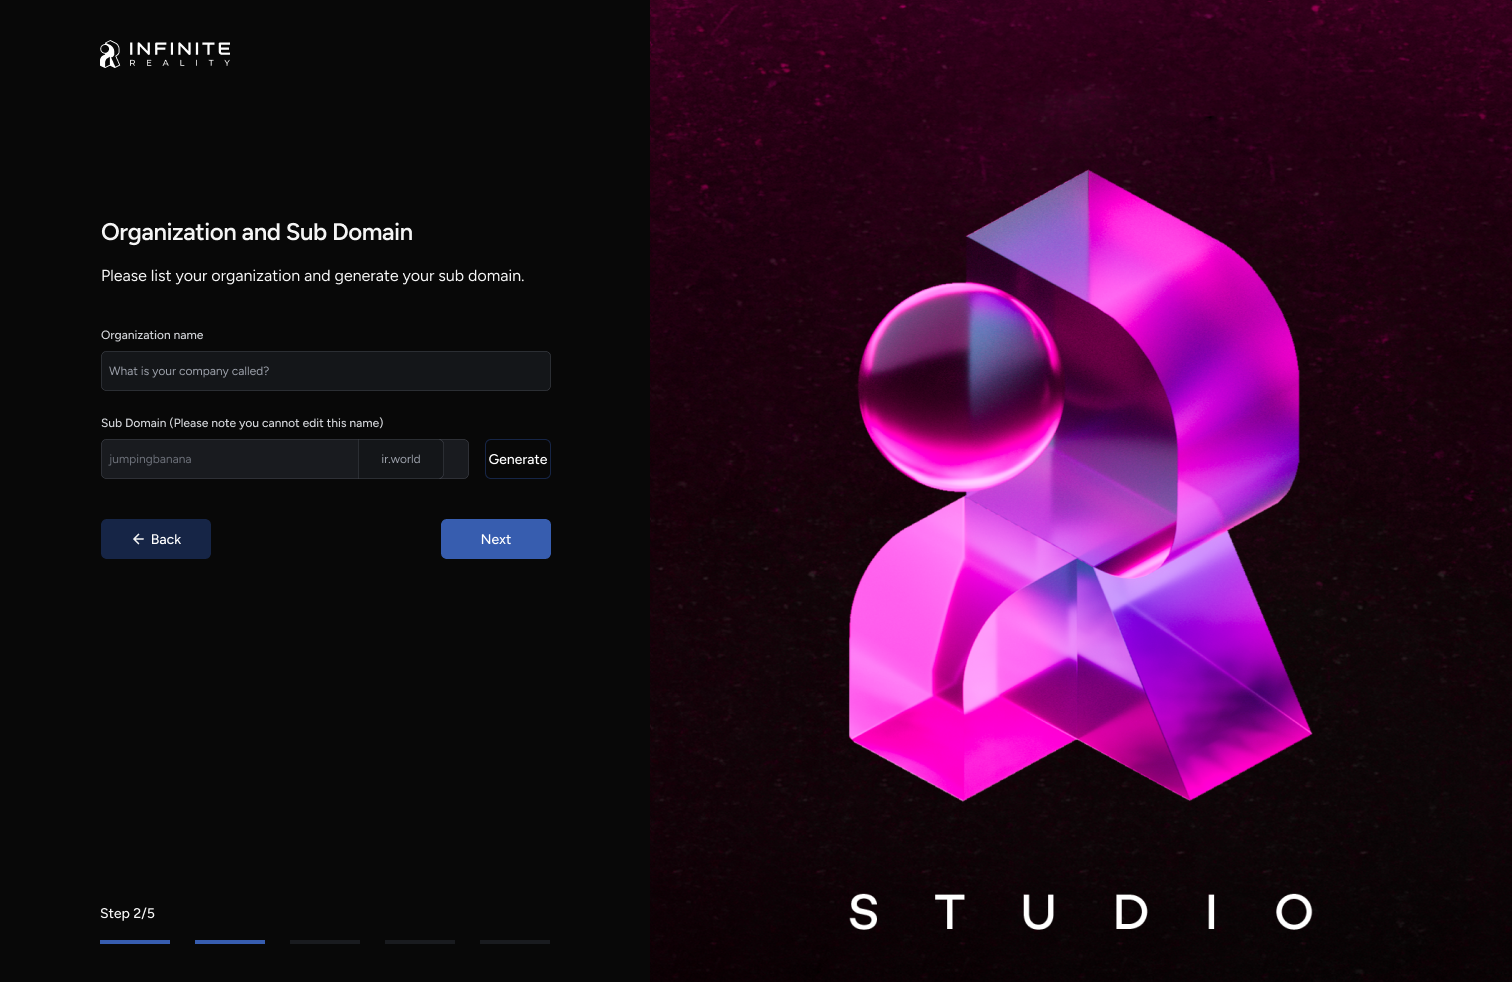 INFINITE
REALITY
Organization and Sub Domain
Please list your organization and generate your sub domain.
Organization name
What is your company called?
Sub Domain (Please note you cannot edit this name)
jumpingbanana ir.world Generate
← Back Next
Step 2/5
STUDIO